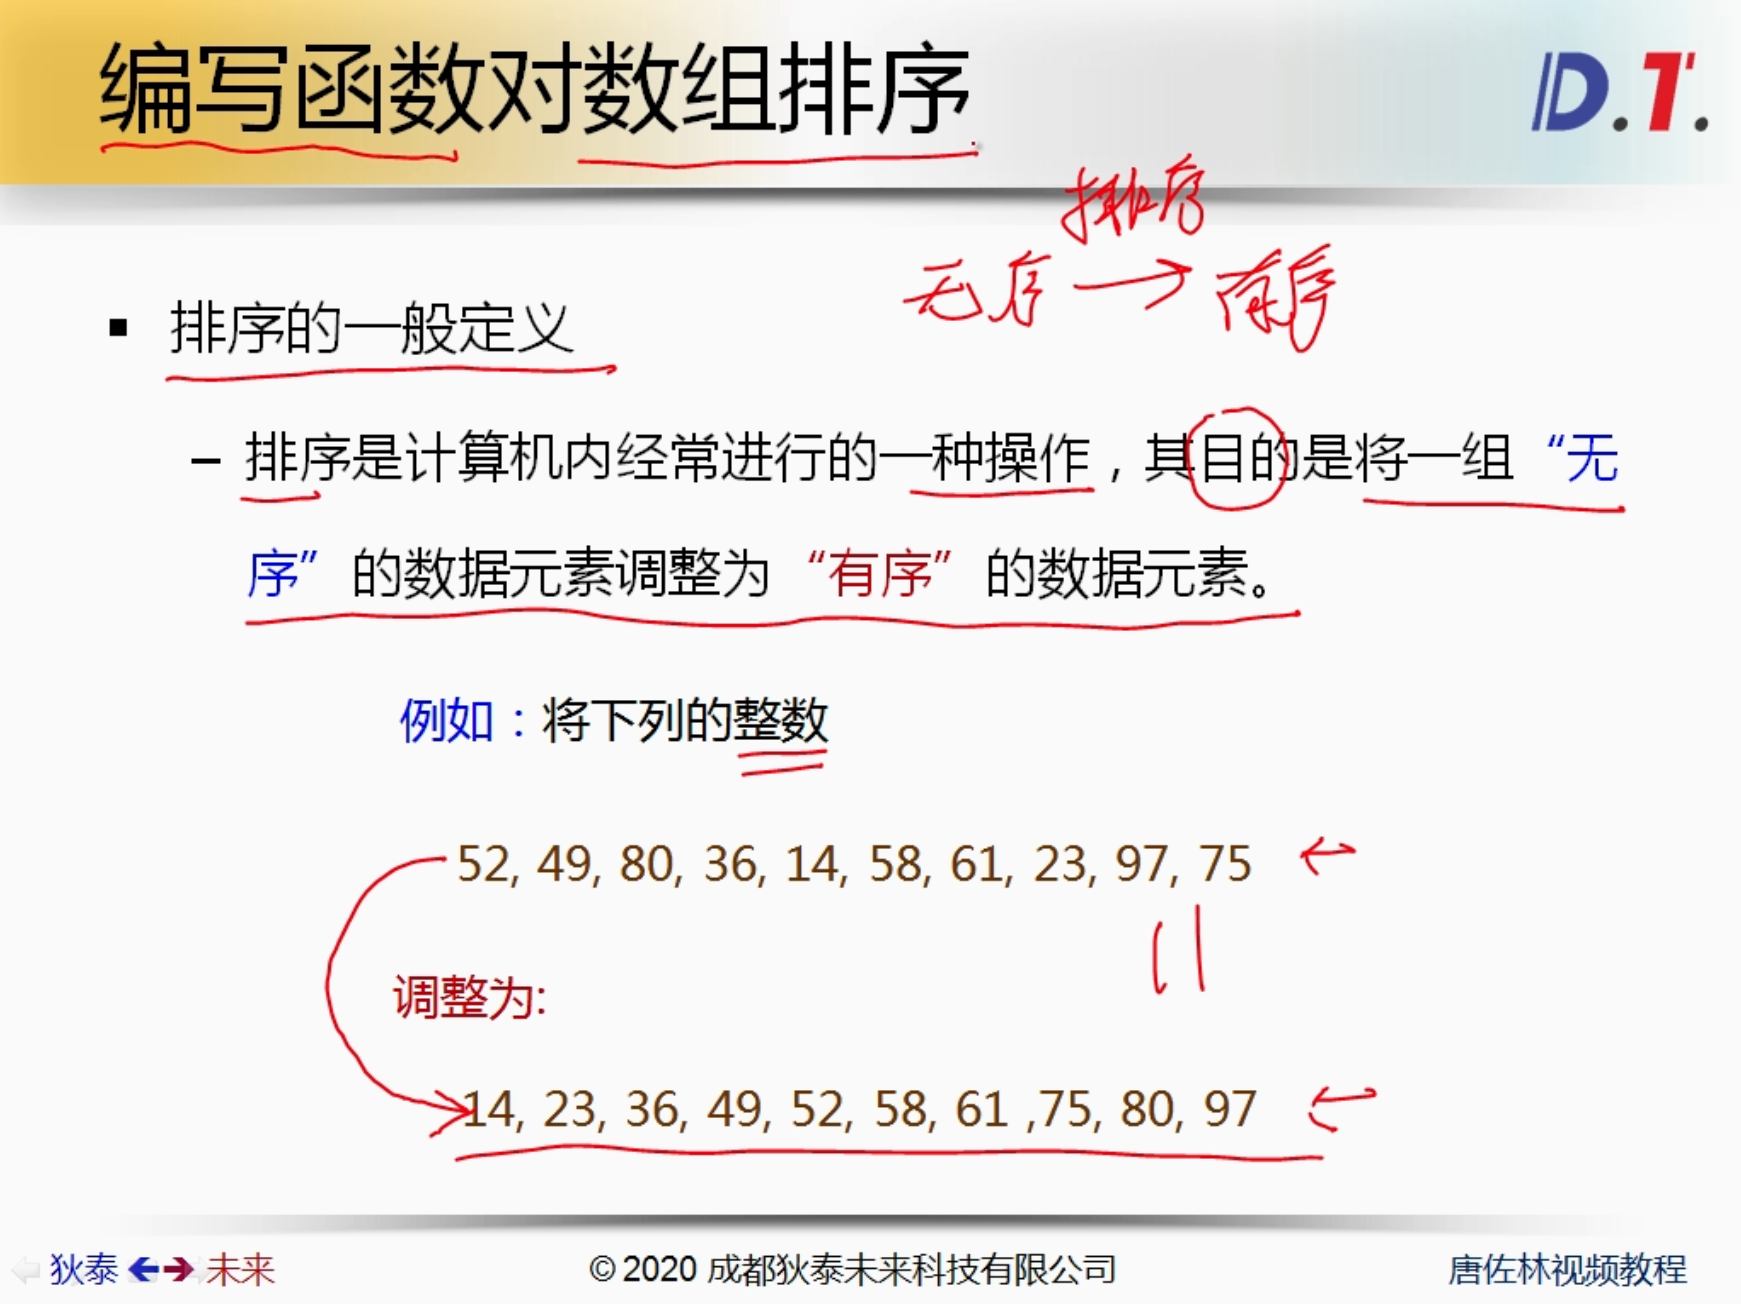 编写函数对数组排序
D.T.
排序
无序 → 有序
▪ 排序的一般定义
– 排序是计算机内经常进行的一种操作，其目的是将一组“无
序”的数据元素调整为“有序”的数据元素。
例如：将下列的整数
52, 49, 80, 36, 14, 58, 61, 23, 97, 75
调整为:
14, 23, 36, 49, 52, 58, 61 ,75, 80, 97
狄泰 未来
© 2020 成都狄泰未来科技有限公司
唐佐林视频教程